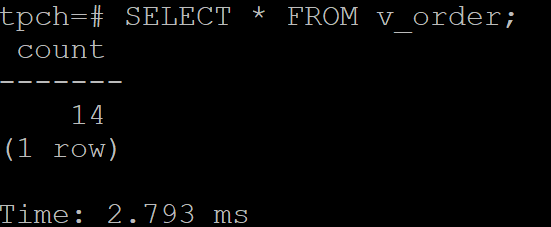 tpch=# SELECT * FROM v_order;
 count
-------
    14
(1 row)

Time: 2.793 ms